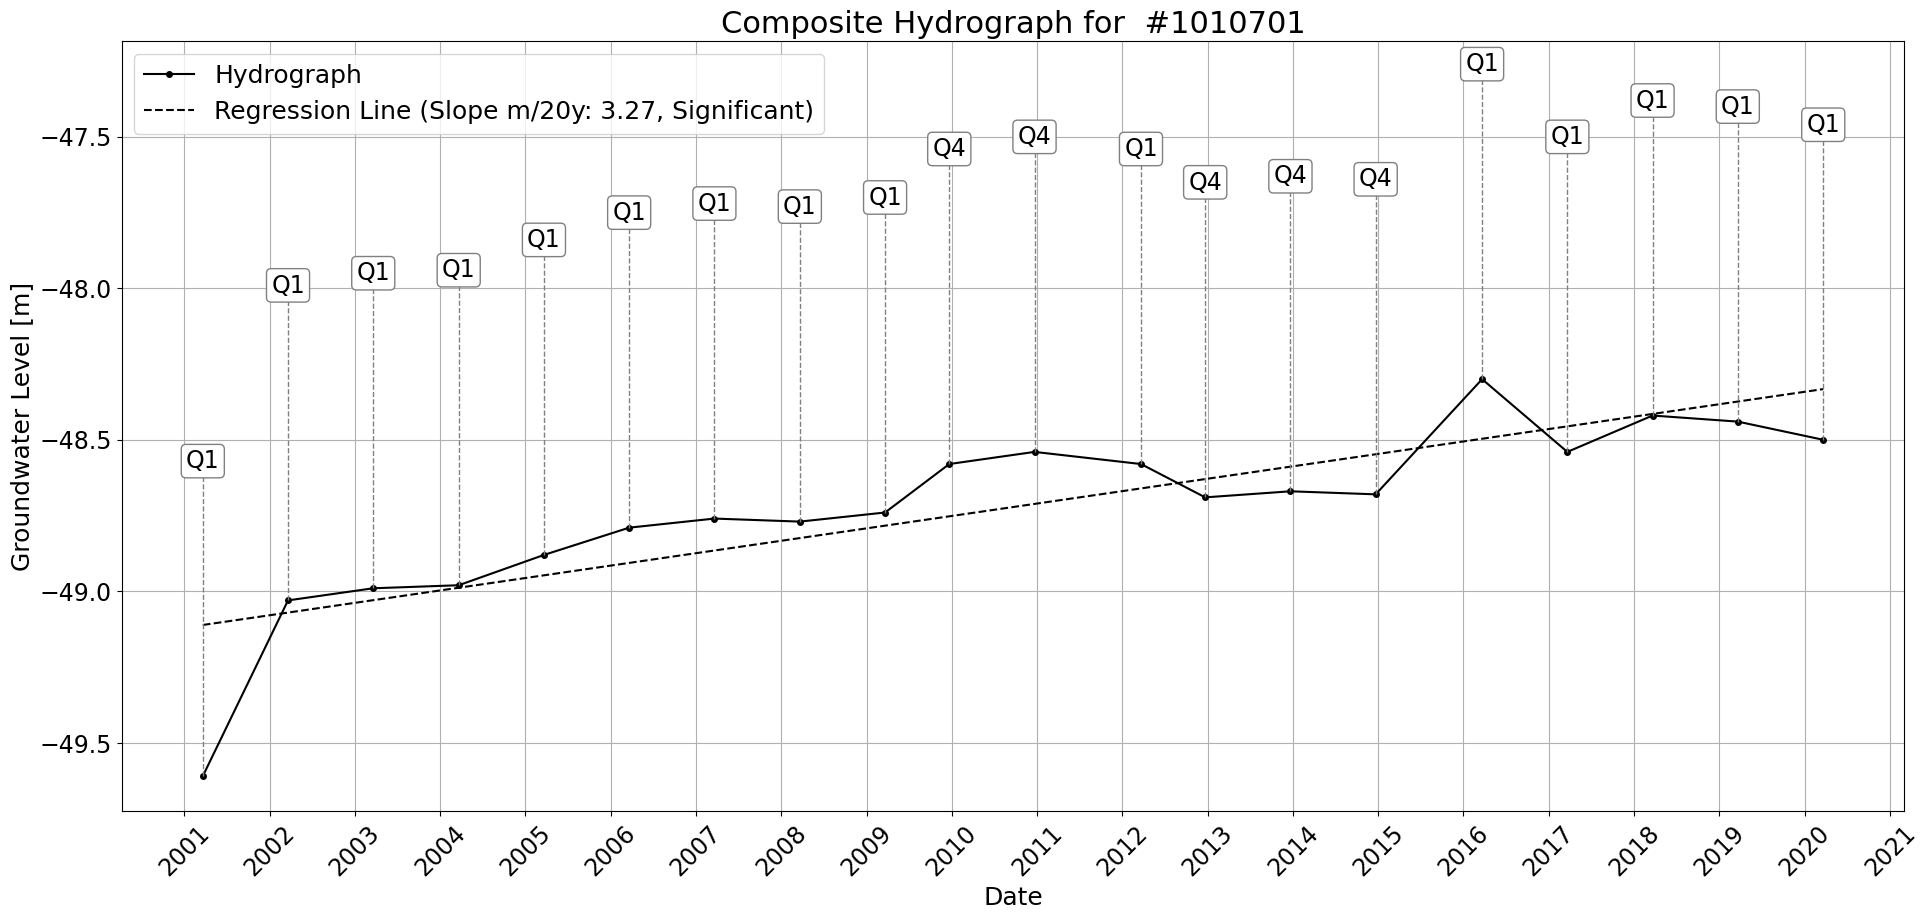 Composite Hydrograph for  #1010701
Hydrograph
Regression Line (Slope m/20y: 3.27, Significant)
Groundwater Level [m]
−47.5
−48.0
−48.5
−49.0
−49.5
Q1
Q1
Q1
Q1
Q1
Q1
Q1
Q1
Q1
Q4
Q4
Q1
Q4
Q4
Q4
Q1
Q1
Q1
Q1
Q1
2001
2002
2003
2004
2005
2006
2007
2008
2009
2010
2011
2012
2013
2014
2015
2016
2017
2018
2019
2020
2021
Date